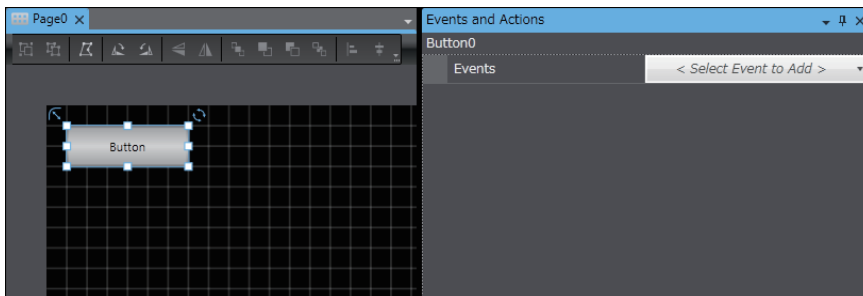 Page0
Button
Events and Actions
Button0
Events
< Select Event to Add >